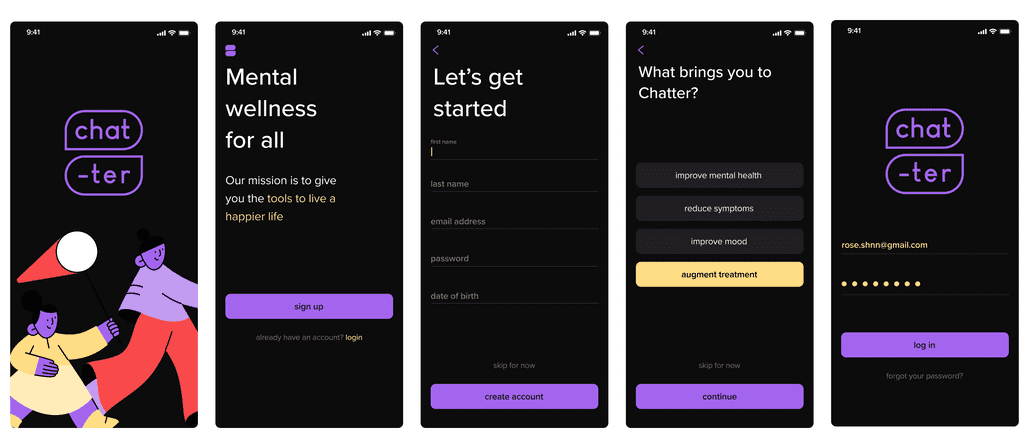 9:41
chat
-ter
9:41
Mental
wellness
for all
Our mission is to give
you the tools to live a
happier life
sign up
already have an account? login
9:41
Let's get
started
first name
last name
email address
password
date of birth
skip for now
create account
9:41
What brings you to
Chatter?
improve mental health
reduce symptoms
improve mood
augment treatment
skip for now
continue
9:41
chat
-ter
rose.shnn@gmail.com
log in
forgot your password?